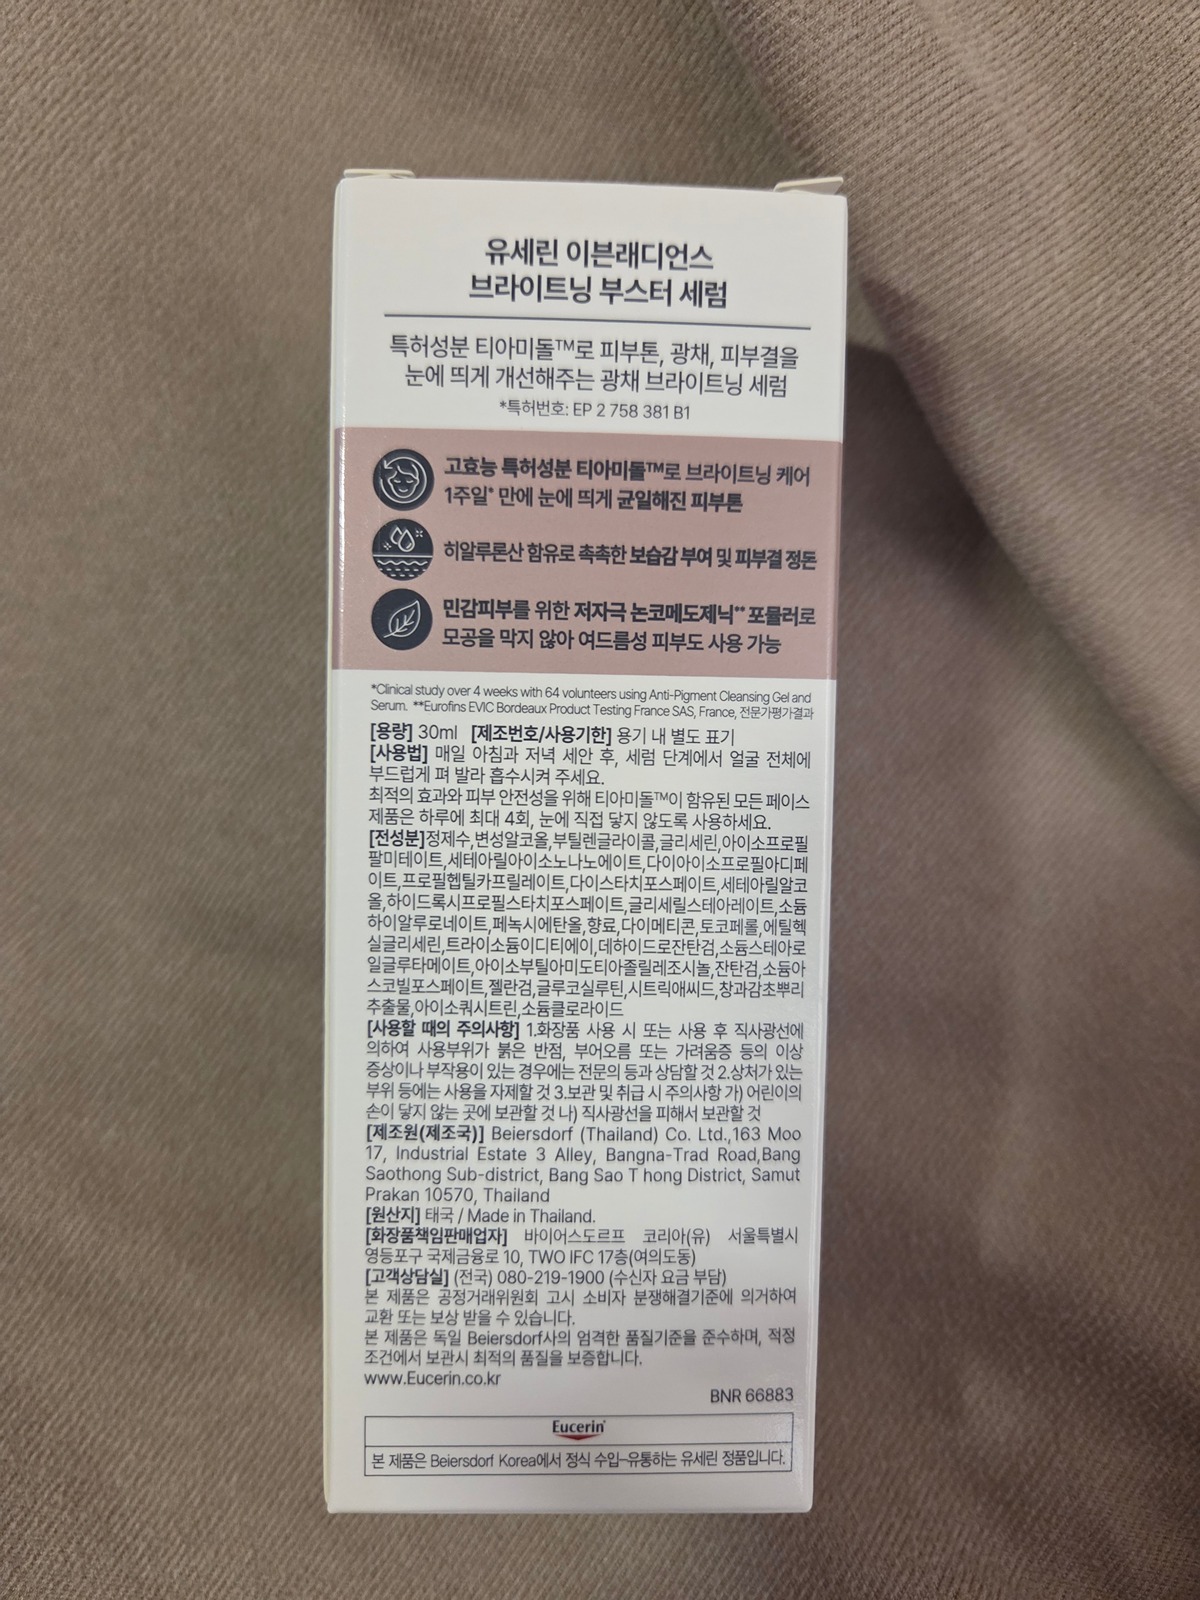 유세린 이븐래디언스
브라이트닝 부스터 세럼
특허성분 티아미돌™로 피부톤, 광채, 피부결을
눈에 띄게 개선해주는 광채 브라이트닝 세럼
*특허번호: EP 2 758 381 B1
고효능 특허성분 티아미돌™로 브라이트닝 케어
1주일* 만에 눈에 띄게 균일해진 피부톤
히알루론산 함유로 촉촉한 보습감 부여 및 피부결 정돈
민감피부를 위한 저자극 논코메도제닉** 포뮬러로
모공을 막지 않아 여드름성 피부도 사용 가능
*Clinical study over 4 weeks with 64 volunteers using Anti-Pigment Cleansing Gel and
Serum. **Eurofins EVIC Bordeaux Product Testing France SAS, France, 전문가평가결과
[용량] 30ml [제조번호/사용기한] 용기 내 별도 표기
[사용법] 매일 아침과 저녁 세안 후, 세럼 단계에서 얼굴 전체에
부드럽게 펴 발라 흡수시켜 주세요.
최적의 효과와 피부 안전성을 위해 티아미돌™이 함유된 모든 페이스
제품은 하루에 최대 4회, 눈에 직접 닿지 않도록 사용하세요.
[전성분]정제수,변성알코올,부틸렌글라이콜,글리세린,아이소프로필
팔미테이트,세테아릴아이소노나노에이트,다이아이소프로필아디페
이트,프로필헵틸카프릴레이트,다이스타치포스페이트,세테아릴알코
올,하이드록시프로필스타치포스페이트,글리세릴스테아레이트,소듐
하이알루로네이트,페녹시에탄올,향료,다이메티콘,토코페롤,에틸헥
실글리세린,트라이소듐이디티에이,데하이드로잔탄검,소듐스테아로
일글루타메이트,아이소부틸아미도티아졸릴레조시놀,잔탄검,소듐아
스코빌포스페이트,젤란검,글루코실루틴,시트릭애씨드,창과감초뿌리
추출물,아이소쿼시트린,소듐클로라이드
[사용할 때의 주의사항] 1.화장품 사용 시 또는 사용 후 직사광선에
의하여 사용부위가 붉은 반점, 부어오름 또는 가려움증 등의 이상
증상이나 부작용이 있는 경우에는 전문의 등과 상담할 것 2.상처가 있는
부위 등에는 사용을 자제할 것 3.보관 및 취급 시 주의사항 가) 어린이의
손이 닿지 않는 곳에 보관할 것 나) 직사광선을 피해서 보관할 것
[제조원(제조국)] Beiersdorf (Thailand) Co. Ltd.,163 Moo
17, Industrial Estate 3 Alley, Bangna-Trad Road,Bang
Saothong Sub-district, Bang Sao T hong District, Samut
Prakan 10570, Thailand
[원산지] 태국 / Made in Thailand.
[화장품책임판매업자] 바이어스도르프 코리아(유) 서울특별시
영등포구 국제금융로 10, TWO IFC 17층(여의도동)
[고객상담실] (전국) 080-219-1900 (수신자 요금 부담)
본 제품은 공정거래위원회 고시 소비자 분쟁해결기준에 의거하여
교환 또는 보상 받을 수 있습니다.
본 제품은 독일 Beiersdorf사의 엄격한 품질기준을 준수하며, 적정
조건에서 보관시 최적의 품질을 보증합니다.
www.Eucerin.co.kr
BNR 66883
Eucerin®
본 제품은 Beiersdorf Korea에서 정식 수입–유통하는 유세린 정품입니다.